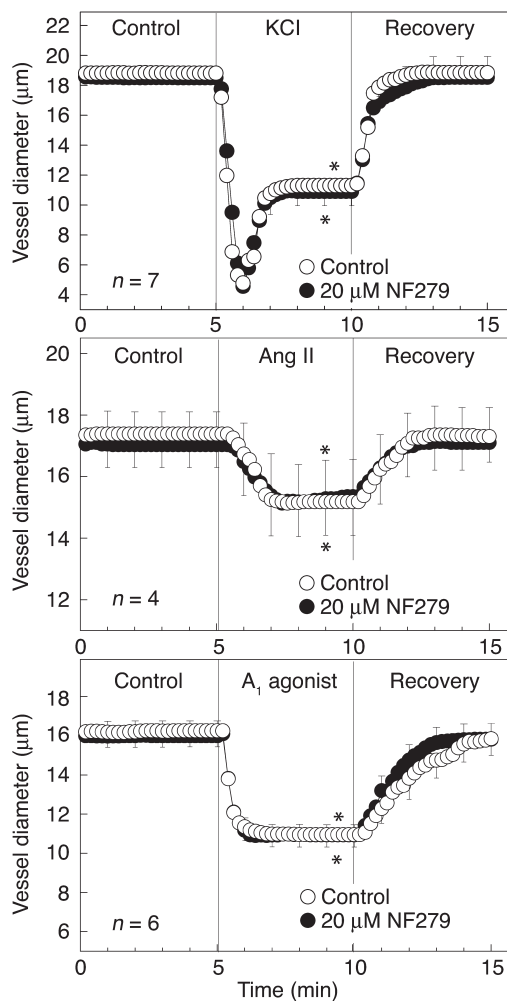 22
Control KCl Recovery
20
18
16
14
12
10
8
6
4
Vessel diameter (μm)
*
*
Control
20 μM NF279
n = 7
0 5 10 15
20
Control Ang II Recovery
18
16
14
12
Vessel diameter (μm)
*
*
Control
20 μM NF279
n = 4
0 5 10 15
Control A₁ agonist Recovery
18
16
14
12
10
8
6
Vessel diameter (μm)
*
*
Control
20 μM NF279
n = 6
0 5 10 15
Time (min)